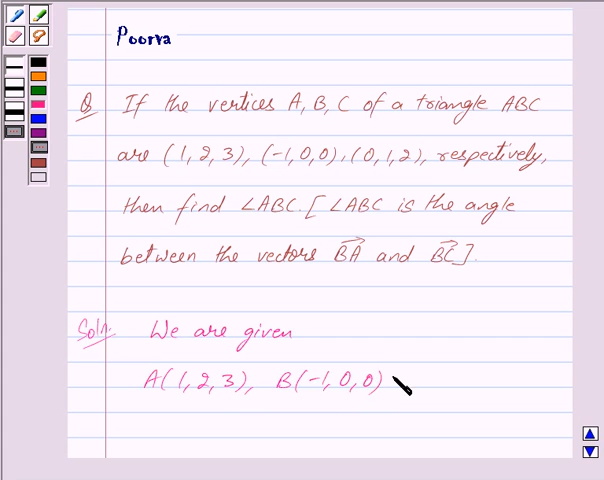 Poorva
Q If the vertices A, B, C of a triangle ABC
are (1, 2, 3), (-1, 0, 0), (0, 1, 2), respectively,
then find ∠ABC. [∠ABC is the angle
between the vectors \overrightarrow{BA} and \overrightarrow{BC}].
Soln. We are given
A(1, 2, 3), B(-1, 0, 0)